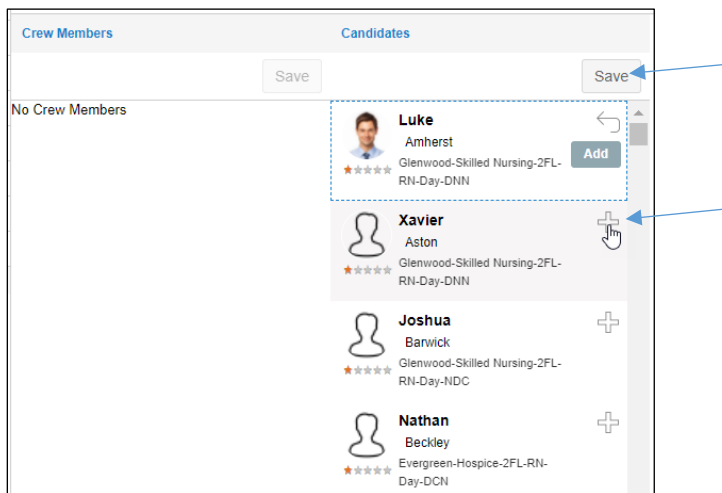 Crew Members
Candidates
Save
Save
No Crew Members
Luke
Amherst
Add
Glenwood-Skilled Nursing-2FL-
RN-Day-DNN
Xavier
Aston
Glenwood-Skilled Nursing-2FL-
RN-Day-DNN
Joshua
Barwick
Glenwood-Skilled Nursing-2FL-
RN-Day-NDC
Nathan
Beckley
Evergreen-Hospice-2FL-RN-
Day-DCN